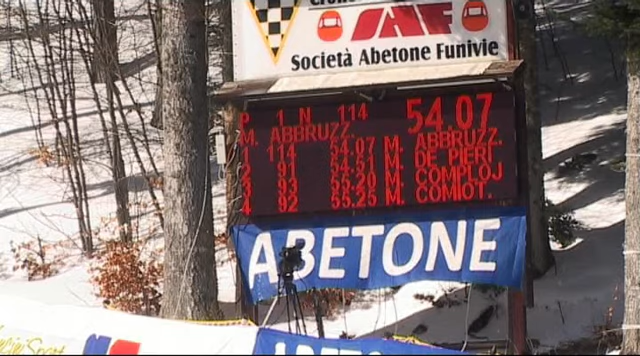 SAF
Società Abetone Funivie
P 1 N 114 54.07
M. ABBRUZZ.
1 114 54.07 M. ABBRUZZ.
2 91 54.51 M. DE PIERI
3 93 55.20 M. COMPLOJ
4 92 55.25 M. COMIOT.
ABETONE